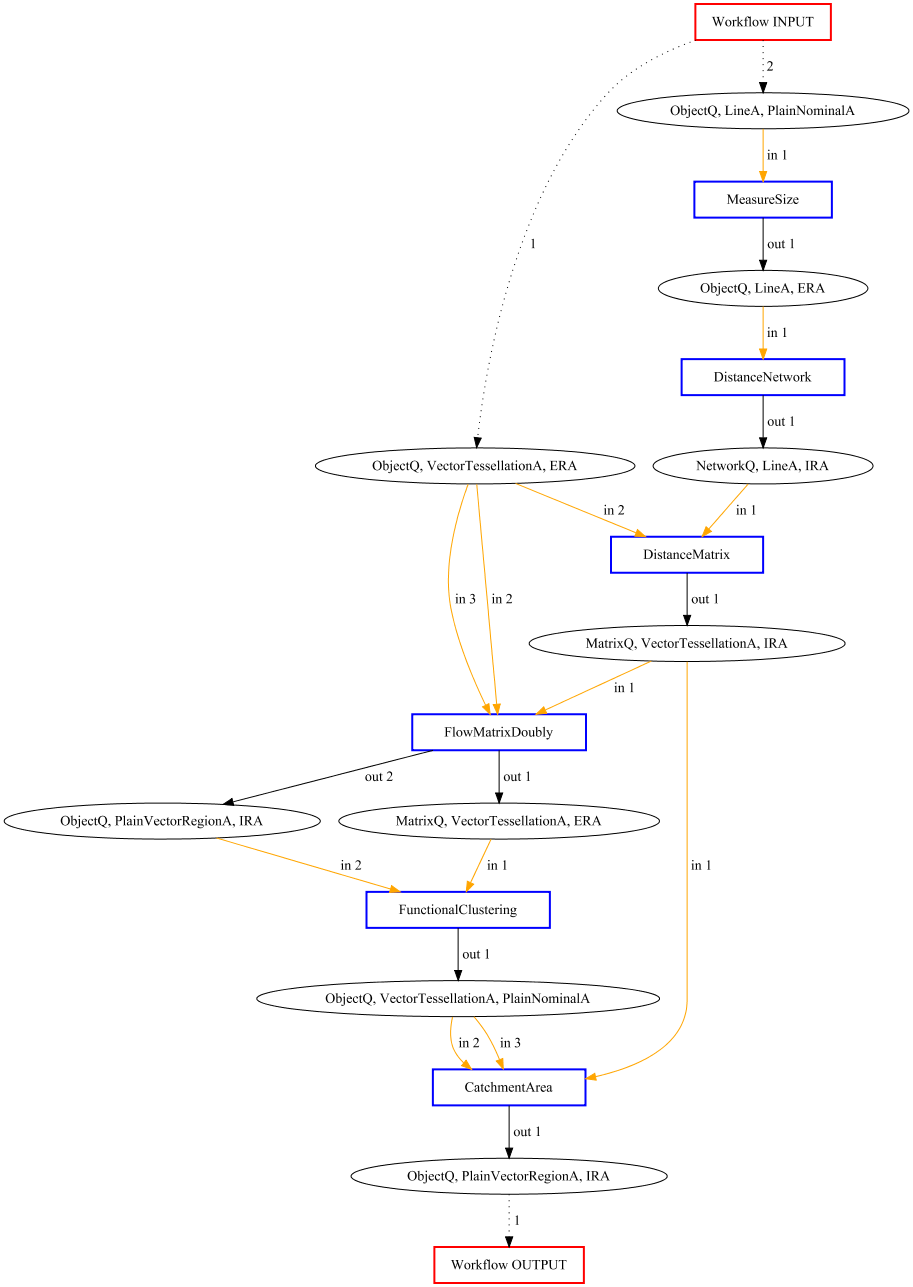 Workflow INPUT
2
ObjectQ, LineA, PlainNominalA
in 1
MeasureSize
1
out 1
ObjectQ, LineA, ERA
in 1
DistanceNetwork
out 1
ObjectQ, VectorTessellationA, ERA
NetworkQ, LineA, IRA
in 2
in 1
DistanceMatrix
in 3
in 2
out 1
MatrixQ, VectorTessellationA, IRA
in 1
FlowMatrixDoubly
out 2
out 1
ObjectQ, PlainVectorRegionA, IRA
MatrixQ, VectorTessellationA, ERA
in 2
in 1
in 1
FunctionalClustering
out 1
ObjectQ, VectorTessellationA, PlainNominalA
in 2
in 3
CatchmentArea
out 1
ObjectQ, PlainVectorRegionA, IRA
1
Workflow OUTPUT